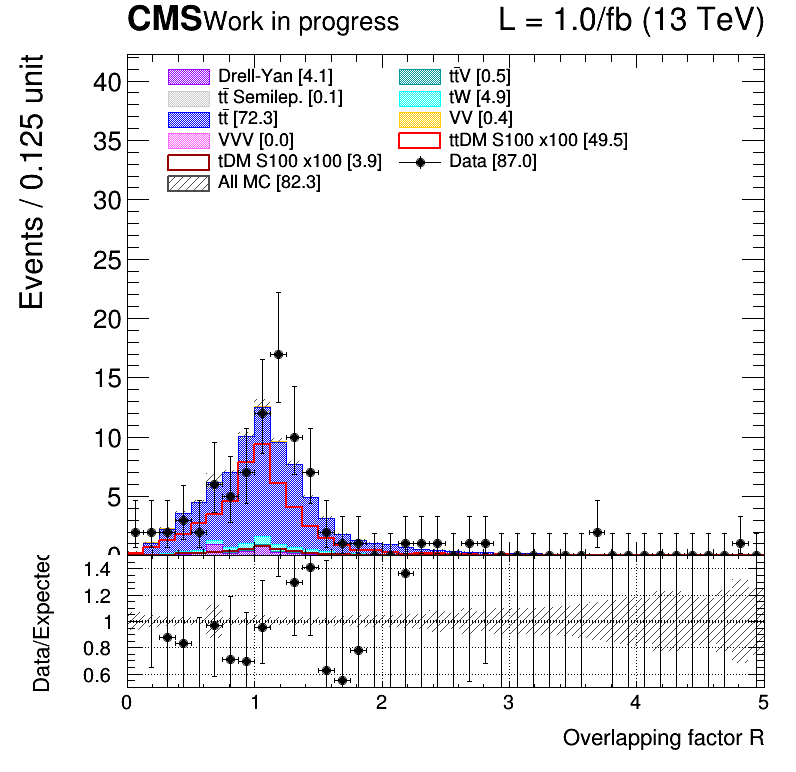 CMS Work in progress L = 1.0/fb (13 TeV)
Events / 0.125 unit
Drell-Yan [4.1] tt̄V [0.5]
tt̄ Semilep. [0.1] tW [4.9]
tt̄ [72.3] VV [0.4]
VVV [0.0] ttDM S100 x100 [49.5]
tDM S100 x100 [3.9] Data [87.0]
All MC [82.3]
40
35
30
25
20
15
10
5
0
Data/Expected
1.4
1.2
1
0.8
0.6
0 1 2 3 4 5
Overlapping factor R